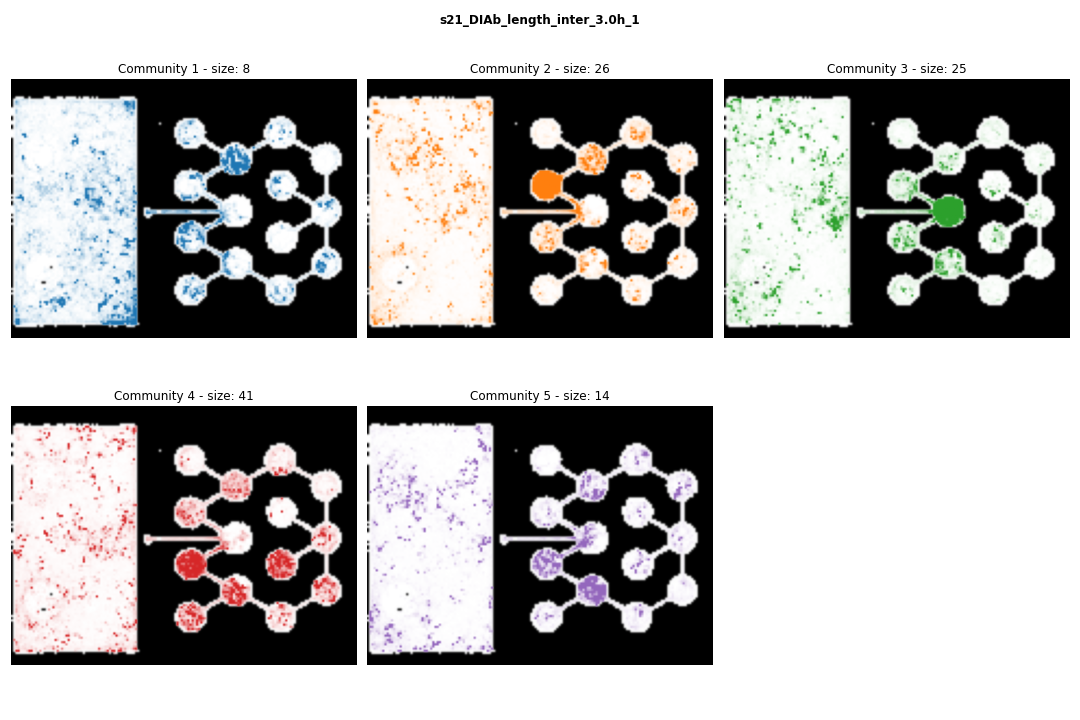 s21_DIAb_length_inter_3.0h_1
Community 1 - size: 8
Community 2 - size: 26
Community 3 - size: 25
Community 4 - size: 41
Community 5 - size: 14